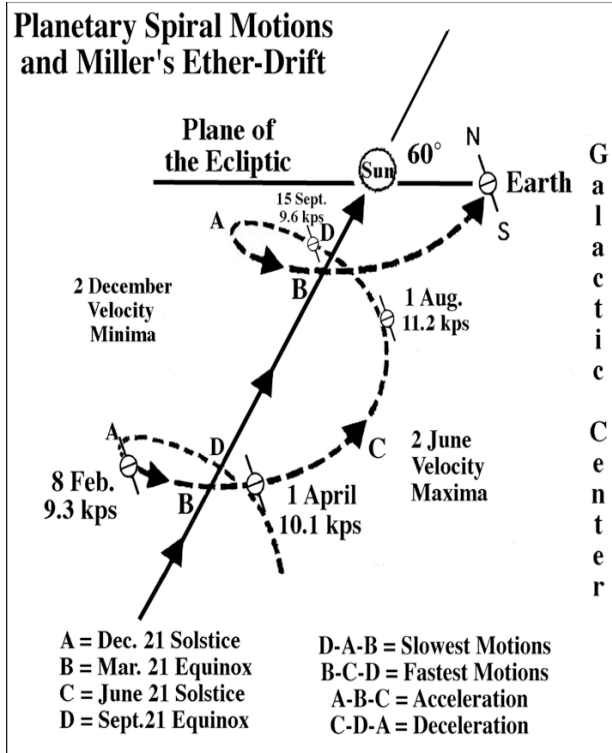 Planetary Spiral Motions
and Miller's Ether-Drift
Plane of
the Ecliptic
Sun
60°
N
Earth
S
15 Sept.
9.6 kps
A
D
B
2 December
Velocity
Minima
1 Aug.
11.2 kps
A
D
C
2 June
Velocity
Maxima
8 Feb.
9.3 kps
B
1 April
10.1 kps
Galactic Center
A = Dec. 21 Solstice
B = Mar. 21 Equinox
C = June 21 Solstice
D = Sept.21 Equinox
D-A-B = Slowest Motions
B-C-D = Fastest Motions
A-B-C = Acceleration
C-D-A = Deceleration